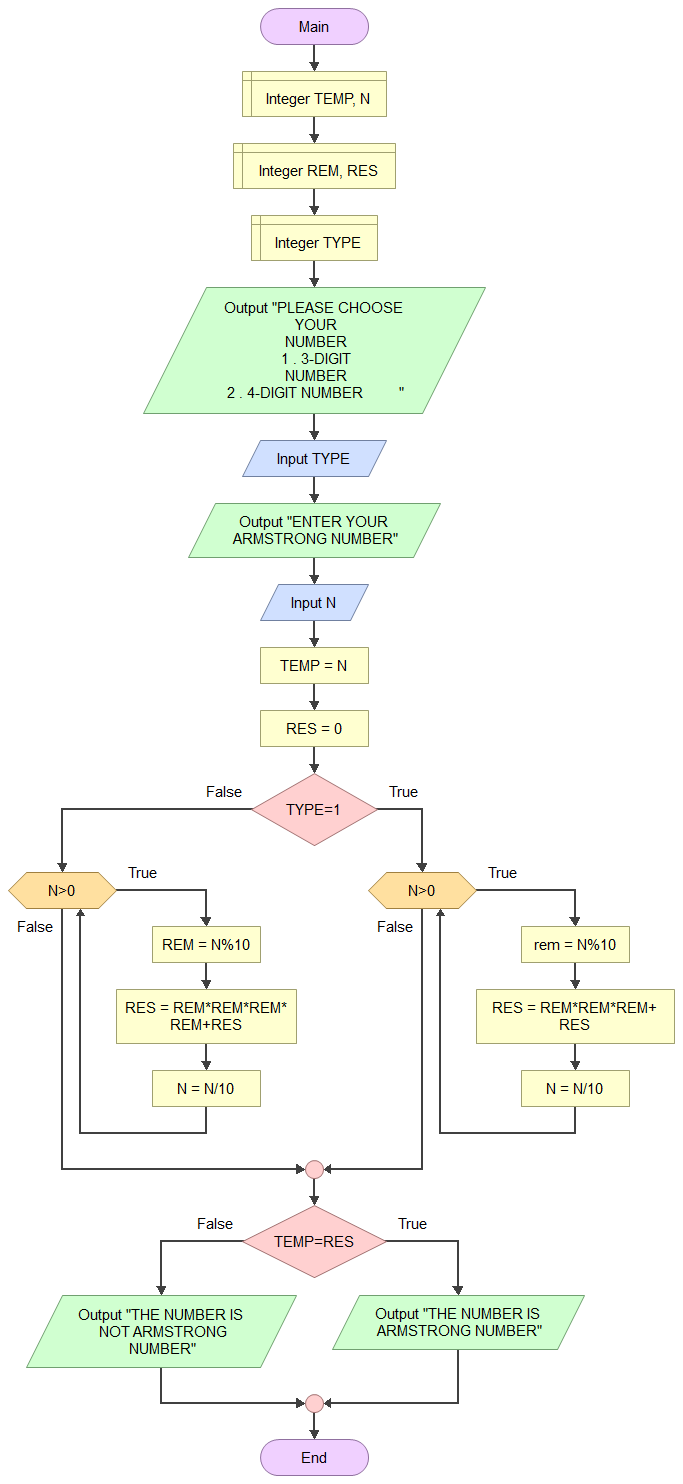 Main
Integer TEMP, N
Integer REM, RES
Integer TYPE
Output "PLEASE CHOOSE
YOUR
NUMBER
1 . 3-DIGIT
NUMBER
2 . 4-DIGIT NUMBER "
Input TYPE
Output "ENTER YOUR
ARMSTRONG NUMBER"
Input N
TEMP = N
RES = 0
False
True
TYPE=1
N>0
True
False
REM = N%10
RES = REM*REM*REM*
REM+RES
N = N/10
N>0
True
False
rem = N%10
RES = REM*REM*REM+
RES
N = N/10
False
True
TEMP=RES
Output "THE NUMBER IS
NOT ARMSTRONG
NUMBER"
Output "THE NUMBER IS
ARMSTRONG NUMBER"
End